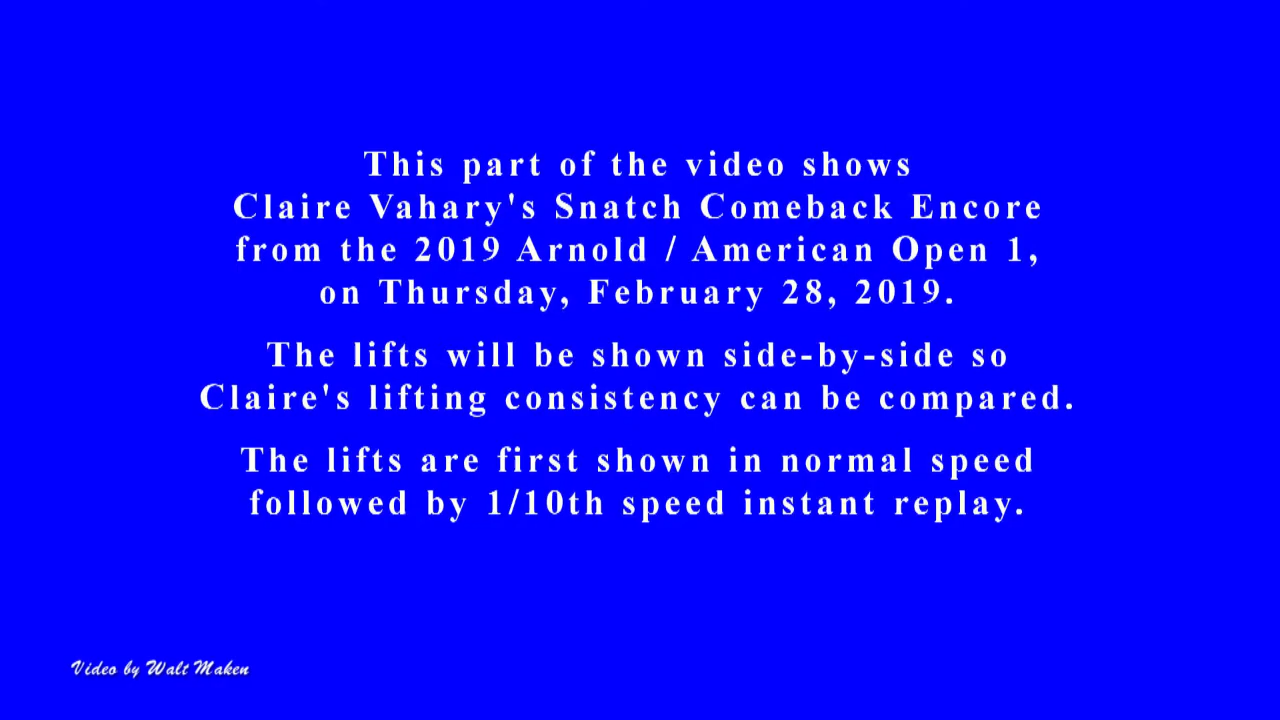 This part of the video shows
Claire Vahary's Snatch Comeback Encore
from the 2019 Arnold / American Open 1,
on Thursday, February 28, 2019.
The lifts will be shown side-by-side so
Claire's lifting consistency can be compared.
The lifts are first shown in normal speed
followed by 1/10th speed instant replay.
Video by Walt Maken